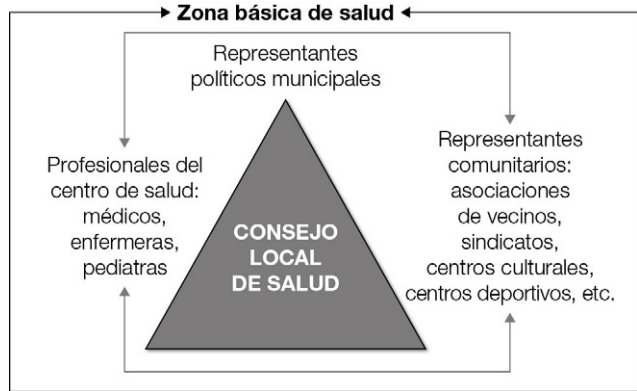 Zona básica de salud
Representantes
políticos municipales
Profesionales del
centro de salud:
médicos,
enfermeras,
pediatras
CONSEJO
LOCAL
DE SALUD
Representantes
comunitarios:
asociaciones
de vecinos,
sindicatos,
centros culturales,
centros deportivos, etc.